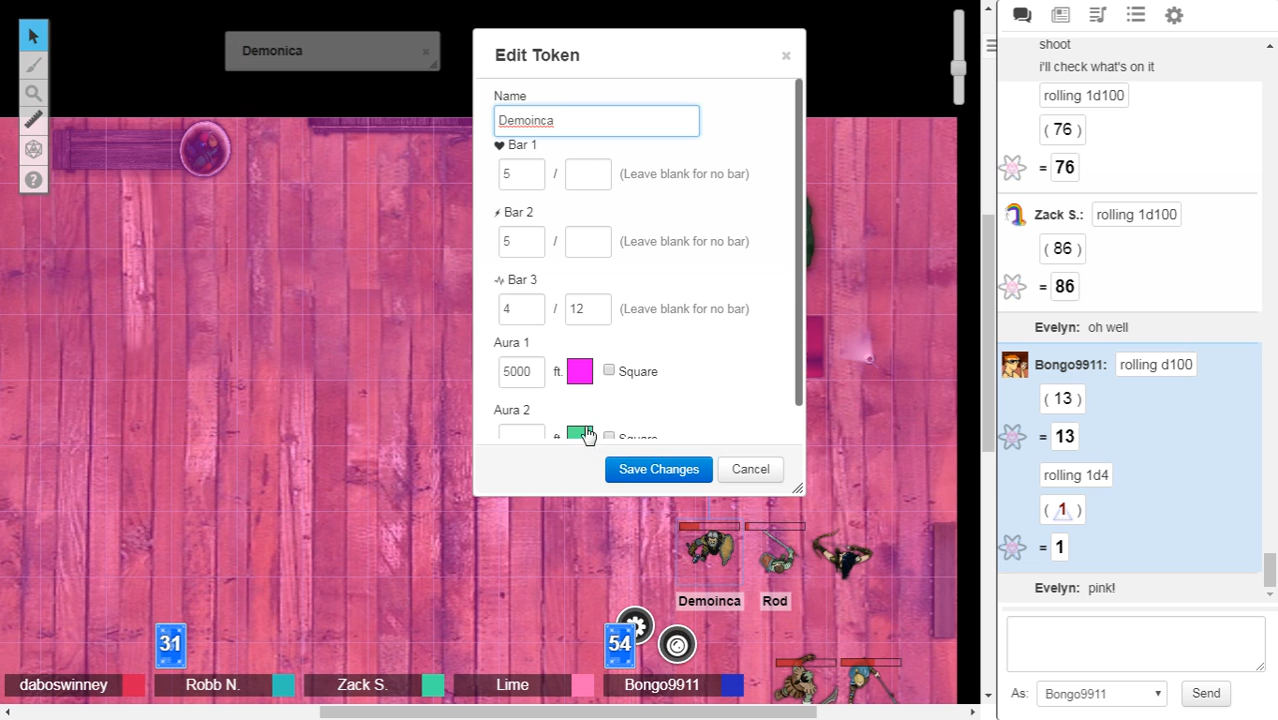 Demonica
×
Edit Token
×
Name
Demoinca
Bar 1
5 / (Leave blank for no bar)
Bar 2
5 / (Leave blank for no bar)
Bar 3
4 / 12 (Leave blank for no bar)
Aura 1
5000 ft. Square
Aura 2
ft. Square
Save Changes
Cancel
Demoinca
Rod
31
54
daboswinney
Robb N.
Zack S.
Lime
Bongo9911
shoot
i'll check what's on it
rolling 1d100
( 76 )
= 76
Zack S.: rolling 1d100
( 86 )
= 86
Evelyn: oh well
Bongo9911: rolling d100
( 13 )
= 13
rolling 1d4
( 1 )
= 1
Evelyn: pink!
As: Bongo9911
Send